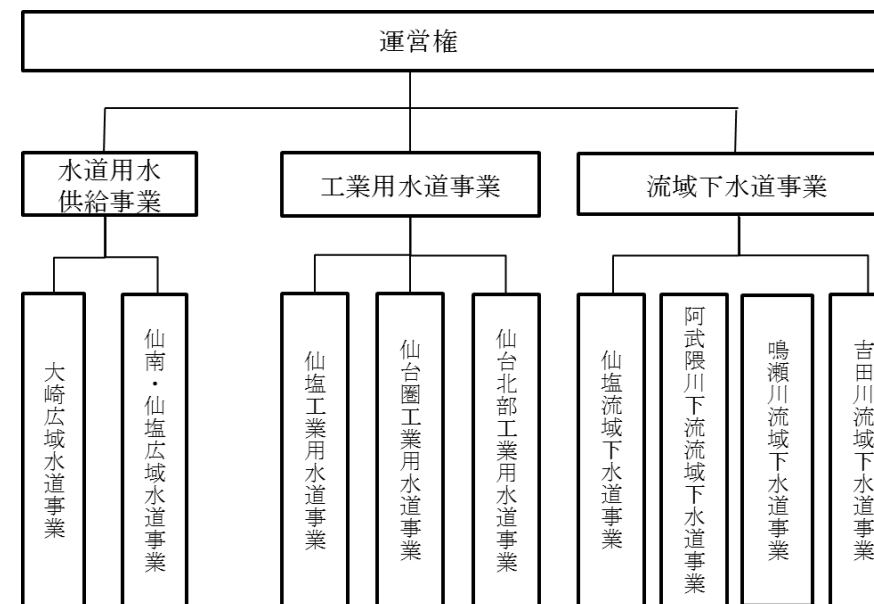 運営権
水道用水
供給事業
工業用水道事業
流域下水道事業
大崎広域水道事業
仙南・仙塩広域水道事業
仙塩工業用水道事業
仙台圏工業用水道事業
仙台北部工業用水道事業
仙塩流域下水道事業
阿武隈川下流流域下水道事業
鳴瀬川流域下水道事業
吉田川流域下水道事業